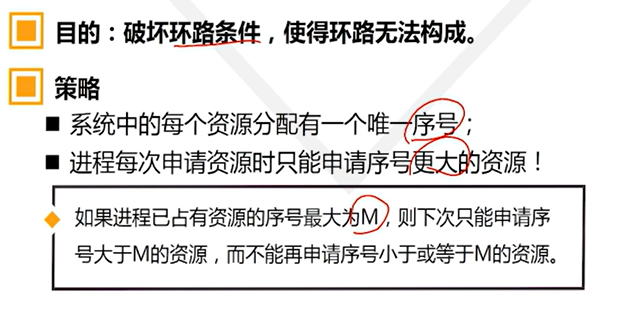 目的：破坏环路条件，使得环路无法构成。
策略
系统中的每个资源分配有一个唯一序号；
进程每次申请资源时只能申请序号更大的资源！
如果进程已占有资源的序号最大为M，则下次只能申请序
号大于M的资源，而不能再申请序号小于或等于M的资源。